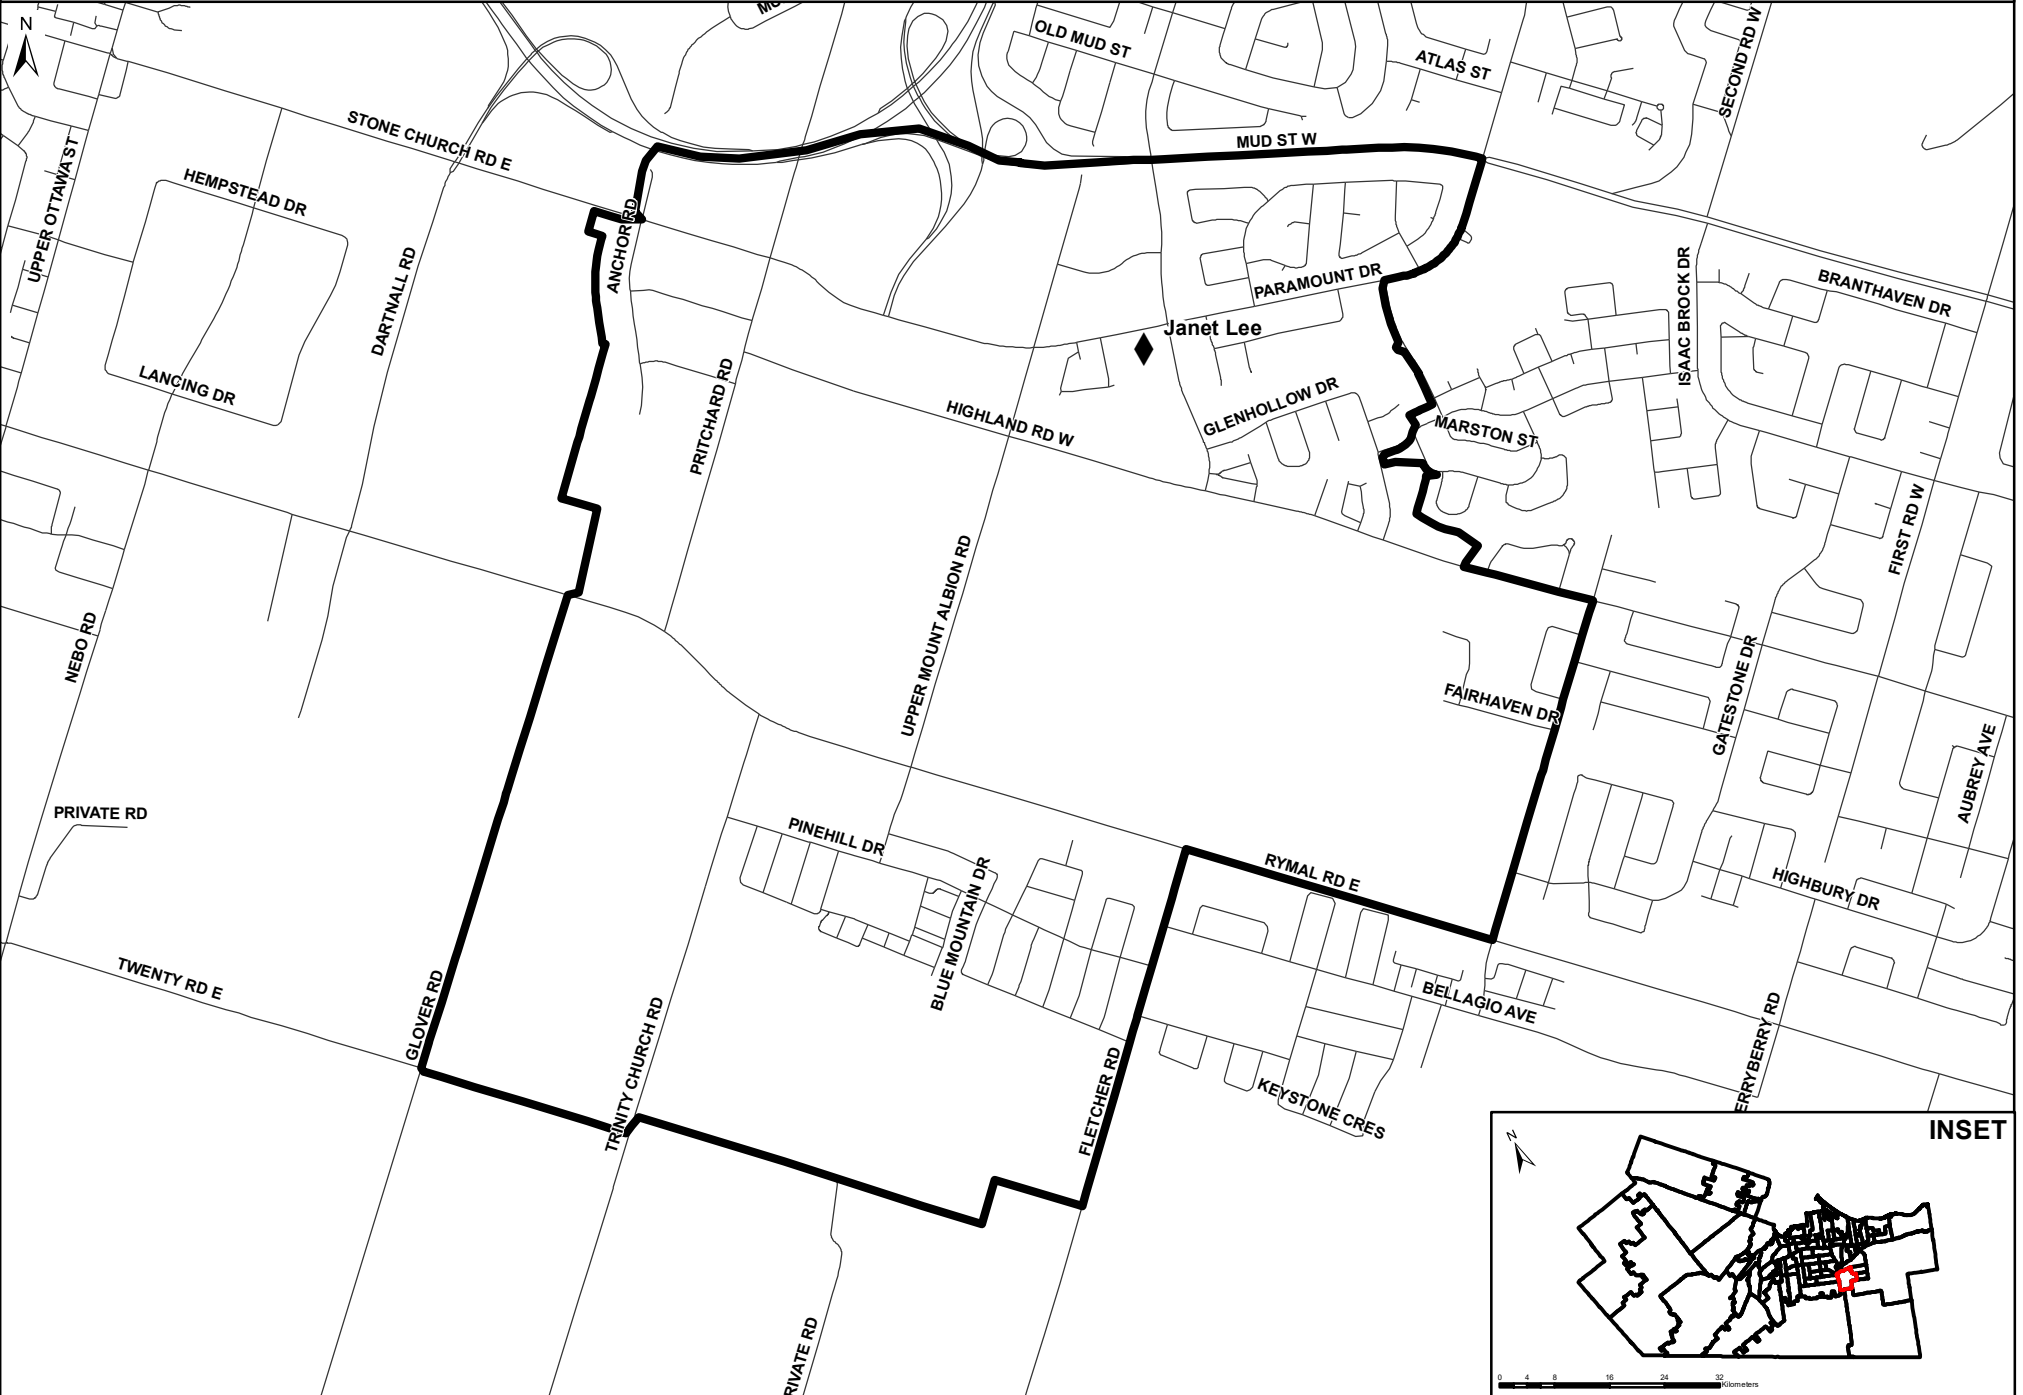 N
OLD MUD ST
ATLAS ST
SECOND RD W
STONE CHURCH RD E
MUD ST W
UPPER OTTAWA ST
HEMPSTEAD DR
ANCHOR RD
DARTNALL RD
PARAMOUNT DR
ISAAC BROCK DR
BRANTHAVEN DR
Janet Lee
LANCING DR
PRITCHARD RD
HIGHLAND RD W
GLENHOLLOW DR
MARSTON ST
FIRST RD W
UPPER MOUNT ALBION RD
NEBO RD
GATESTONE DR
FAIRHAVEN DR
AUBREY AVE
PRIVATE RD
PINEHILL DR
RYMAL RD E
HIGHBURY DR
BLUE MOUNTAIN DR
TWENTY RD E
GLOVER RD
TRINITY CHURCH RD
BELLAGIO AVE
FLETCHER RD
KEYSTONE CRES
ERRYBERRY RD
RIVATE RD
INSET
N
0 4 8 16 24 32
Kilometers